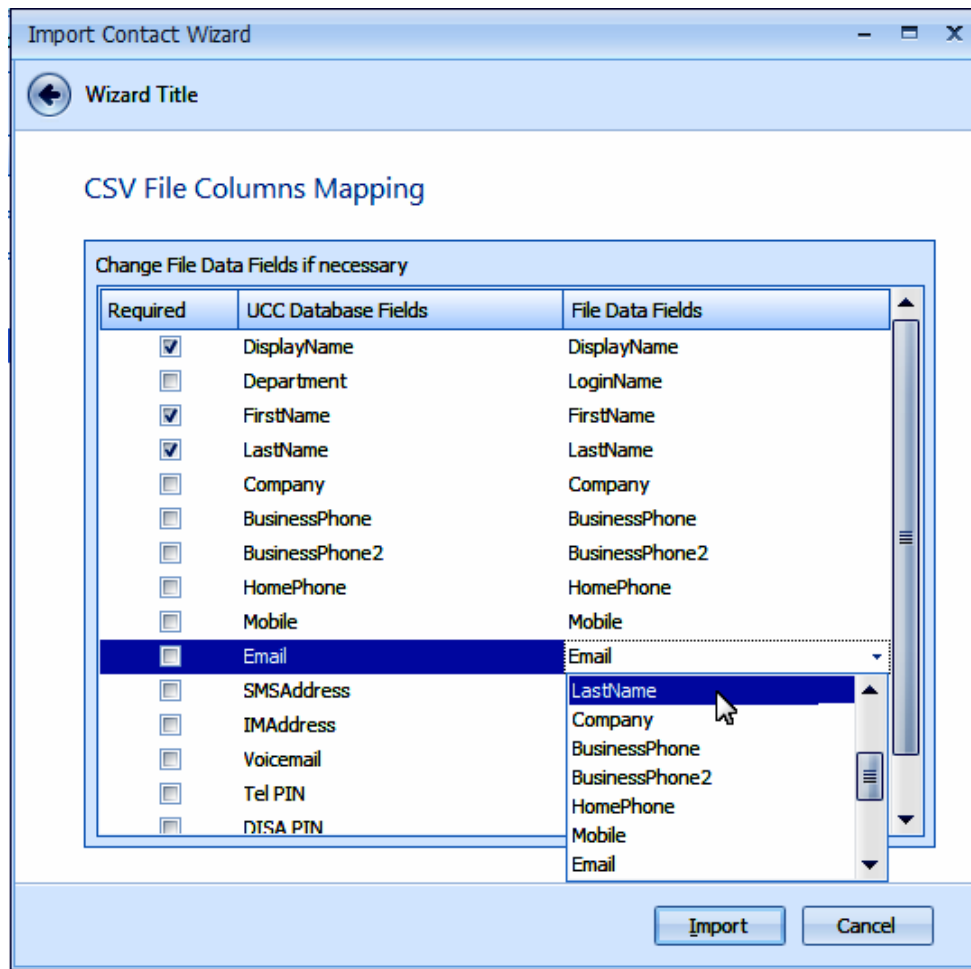 Import Contact Wizard
Wizard Title
CSV File Columns Mapping
Change File Data Fields if necessary
Required UCC Database Fields File Data Fields
DisplayName DisplayName
Department LoginName
FirstName FirstName
LastName LastName
Company Company
BusinessPhone BusinessPhone
BusinessPhone2 BusinessPhone2
HomePhone HomePhone
Mobile Mobile
Email Email
SMSAddress LastName
IMAddress Company
Voicemail BusinessPhone
BusinessPhone2
Tel PIN HomePhone
DISA PIN Mobile
Email
Import Cancel